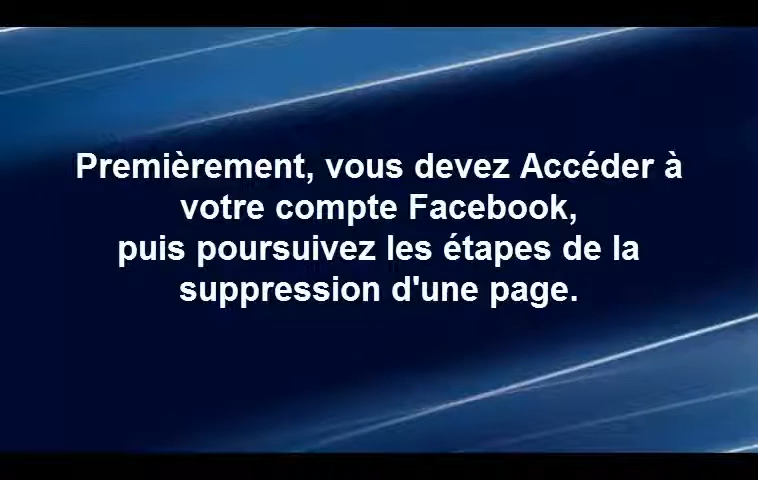 Premièrement, vous devez Accéder à
votre compte Facebook,
puis poursuivez les étapes de la
suppression d'une page.